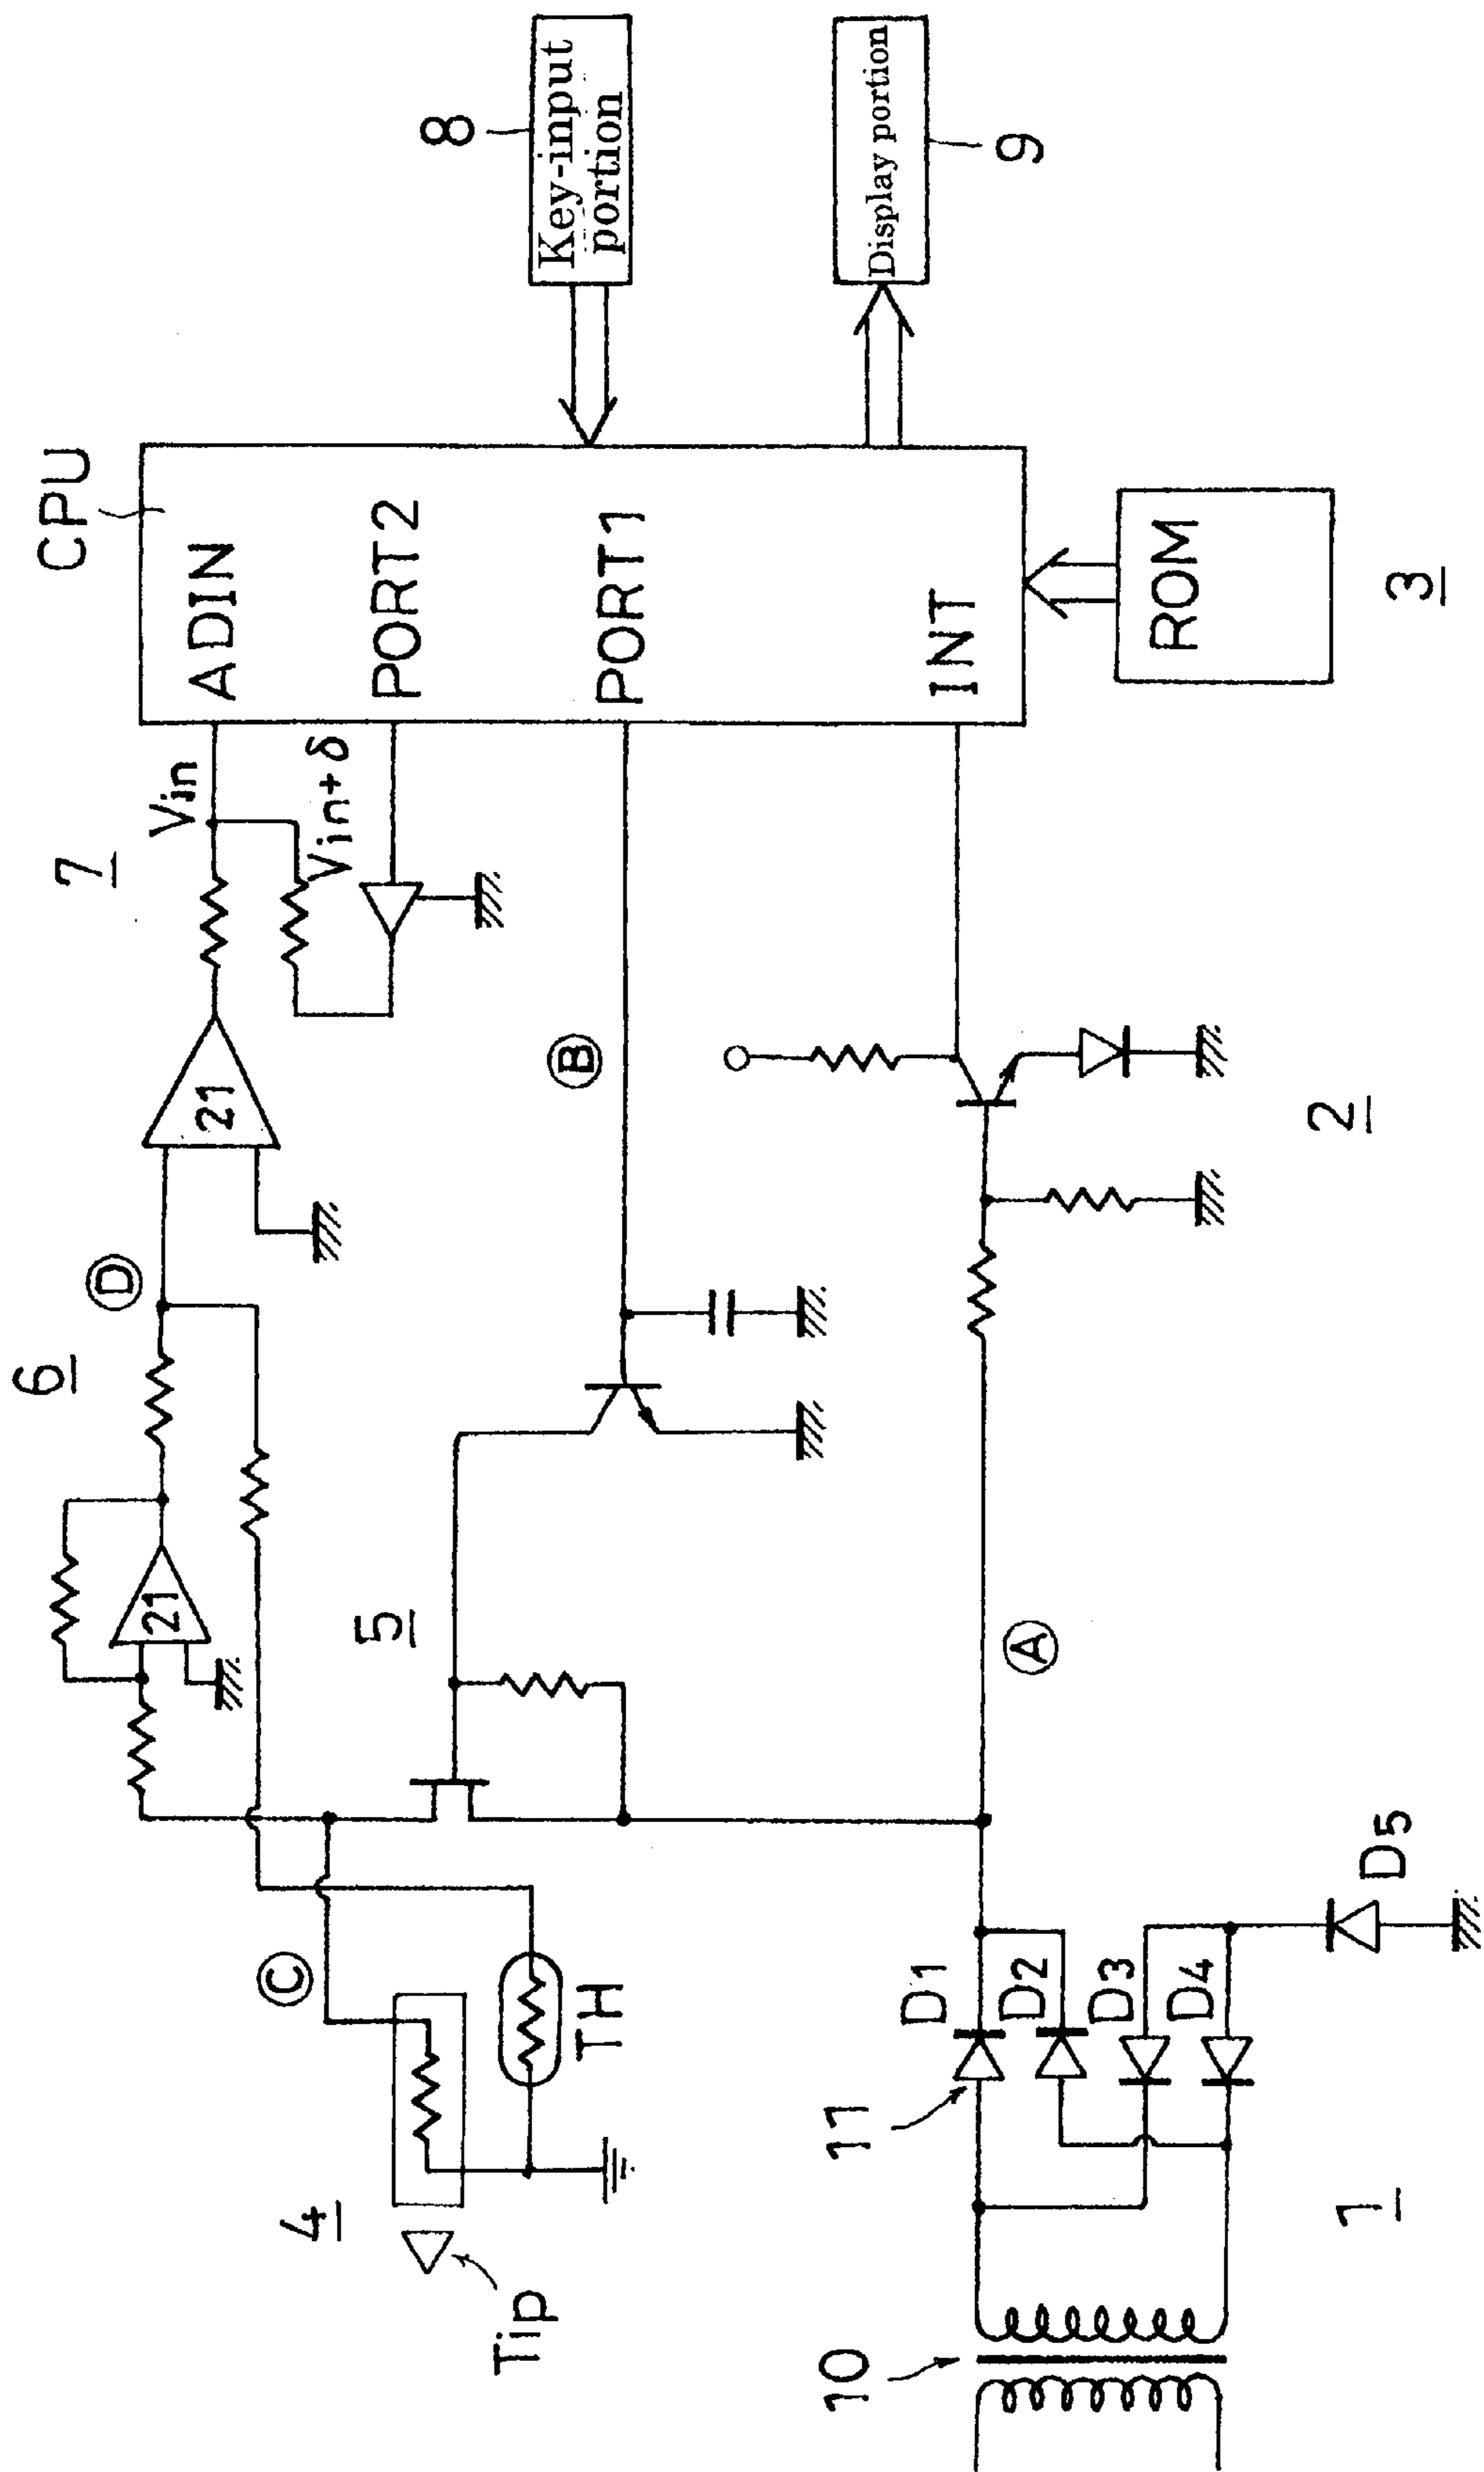 CPU
ADIN
PORT2
PORT1
INT
ROM
3
8
Key-input
portion
Display portion
9
7
Vin
Vin+δ
21
D
6
21
B
2
5
A
C
TH
4
Tip
D1
D2
D3
D4
D5
11
10
1